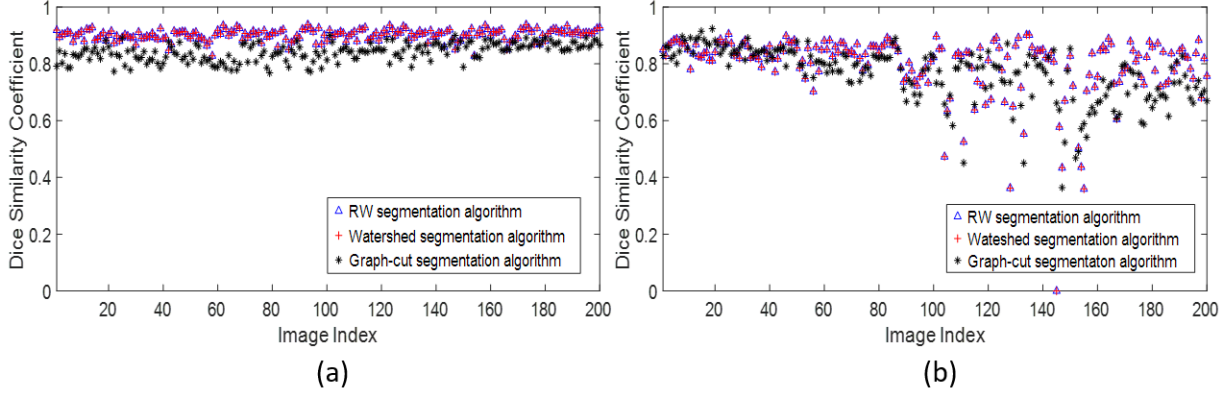 1
0.8
0.6
0.4
0.2
0
Dice Similarity Coefficient
20 40 60 80 100 120 140 160 180 200
Image Index
RW segmentation algorithm
Watershed segmentation algorithm
Graph-cut segmentation algorithm
(a)
1
0.8
0.6
0.4
0.2
0
Dice Similarity Coefficient
20 40 60 80 100 120 140 160 180 200
Image Index
RW segmentation algorithm
Wateshed segmentation algorithm
Graph-cut segmentaton algorithm
(b)